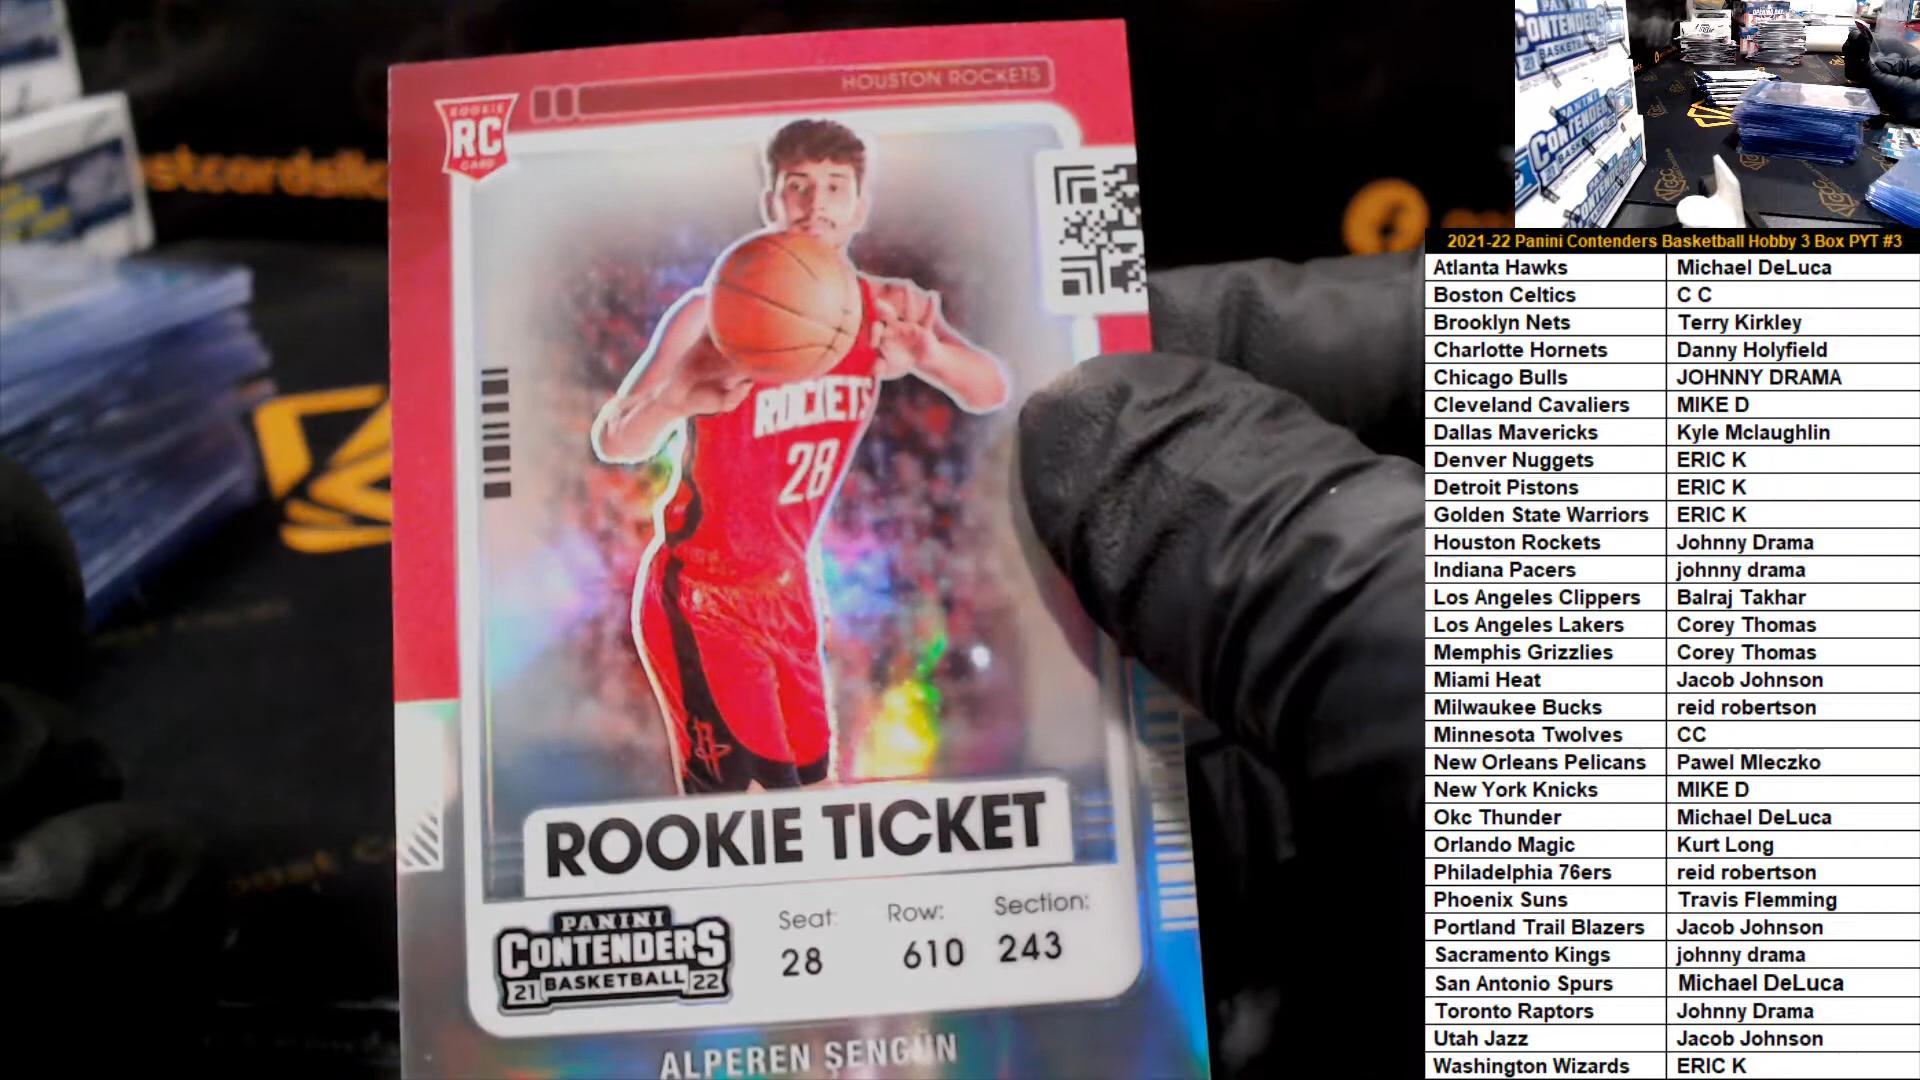 HOUSTON ROCKETS
ROOKIE
RC
CARD
ROCKETS
28
ROOKIE TICKET
PANINI
CONTENDERS
21 BASKETBALL 22
Seat: Row: Section:
28 610 243
ALPEREN ŞENGÜN
PANINI
CONTENDERS
BASKETBALL
21
PANINI
CONTENDERS
2021-22 Panini Contenders Basketball Hobby 3 Box PYT #3
Atlanta Hawks Michael DeLuca
Boston Celtics C C
Brooklyn Nets Terry Kirkley
Charlotte Hornets Danny Holyfield
Chicago Bulls JOHNNY DRAMA
Cleveland Cavaliers MIKE D
Dallas Mavericks Kyle Mclaughlin
Denver Nuggets ERIC K
Detroit Pistons ERIC K
Golden State Warriors ERIC K
Houston Rockets Johnny Drama
Indiana Pacers johnny drama
Los Angeles Clippers Balraj Takhar
Los Angeles Lakers Corey Thomas
Memphis Grizzlies Corey Thomas
Miami Heat Jacob Johnson
Milwaukee Bucks reid robertson
Minnesota Twolves CC
New Orleans Pelicans Pawel Mleczko
New York Knicks MIKE D
Okc Thunder Michael DeLuca
Orlando Magic Kurt Long
Philadelphia 76ers reid robertson
Phoenix Suns Travis Flemming
Portland Trail Blazers Jacob Johnson
Sacramento Kings johnny drama
San Antonio Spurs Michael DeLuca
Toronto Raptors Johnny Drama
Utah Jazz Jacob Johnson
Washington Wizards ERIC K